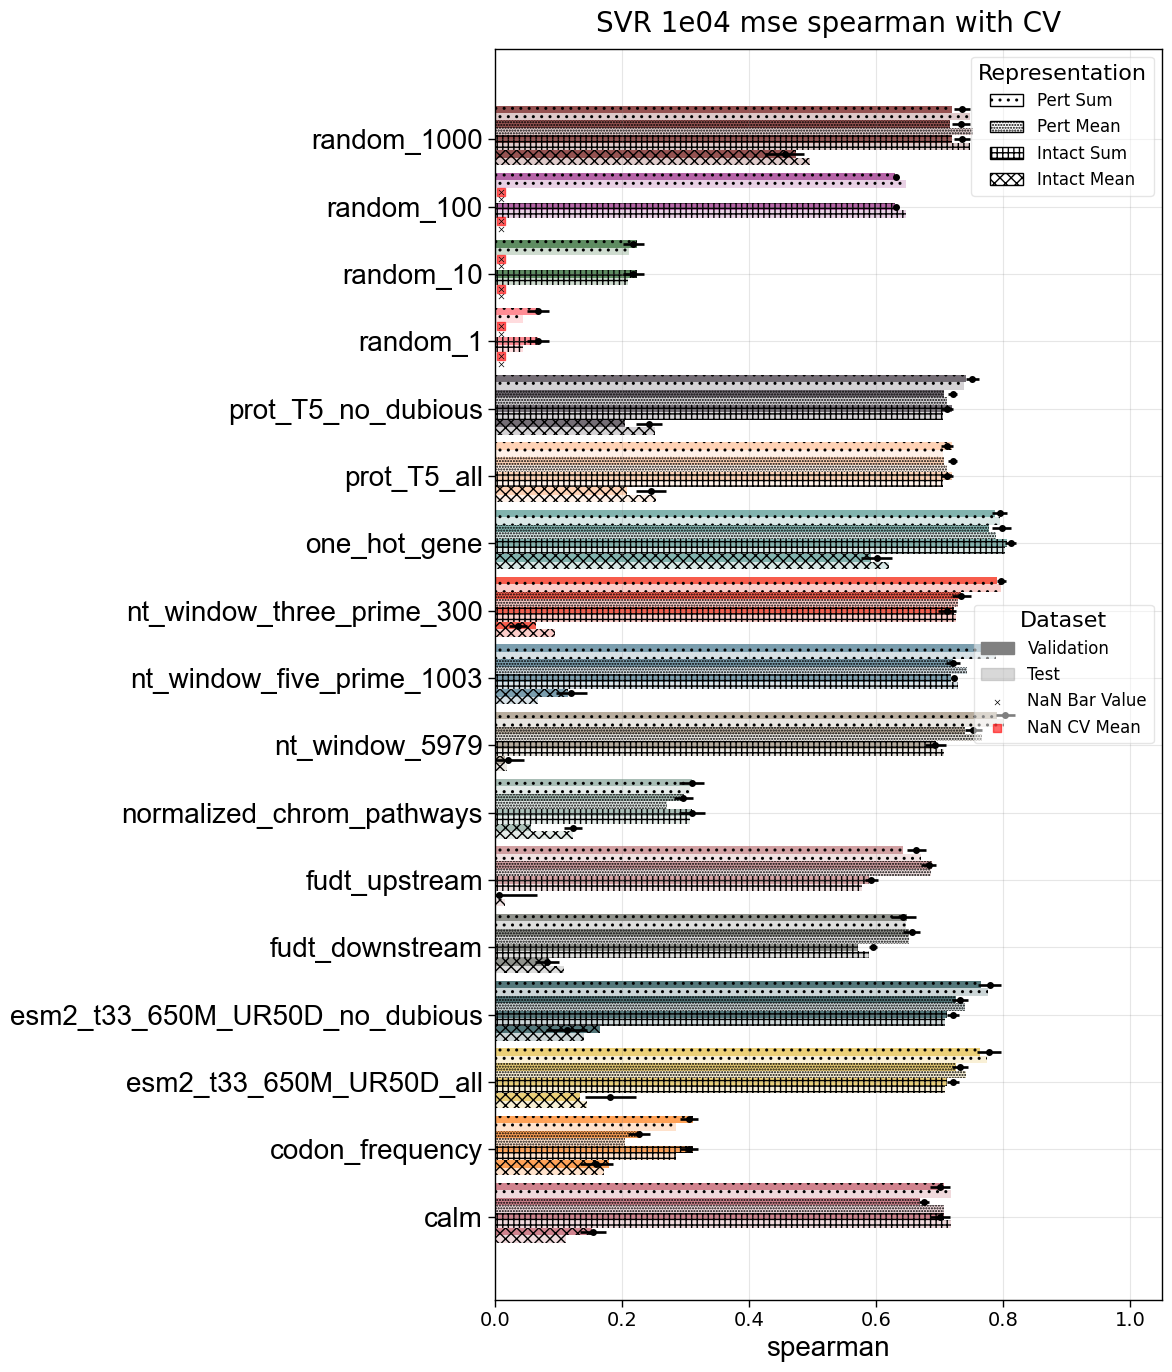 SVR 1e04 mse spearman with CV
Representation
Pert Sum
Pert Mean
Intact Sum
Intact Mean
random_1000
random_100
random_10
random_1
prot_T5_no_dubious
prot_T5_all
one_hot_gene
nt_window_three_prime_300
Dataset
Validation
Test
NaN Bar Value
NaN CV Mean
nt_window_five_prime_1003
nt_window_5979
normalized_chrom_pathways
fudt_upstream
fudt_downstream
esm2_t33_650M_UR50D_no_dubious
esm2_t33_650M_UR50D_all
codon_frequency
calm
0.0 0.2 0.4 0.6 0.8 1.0
spearman